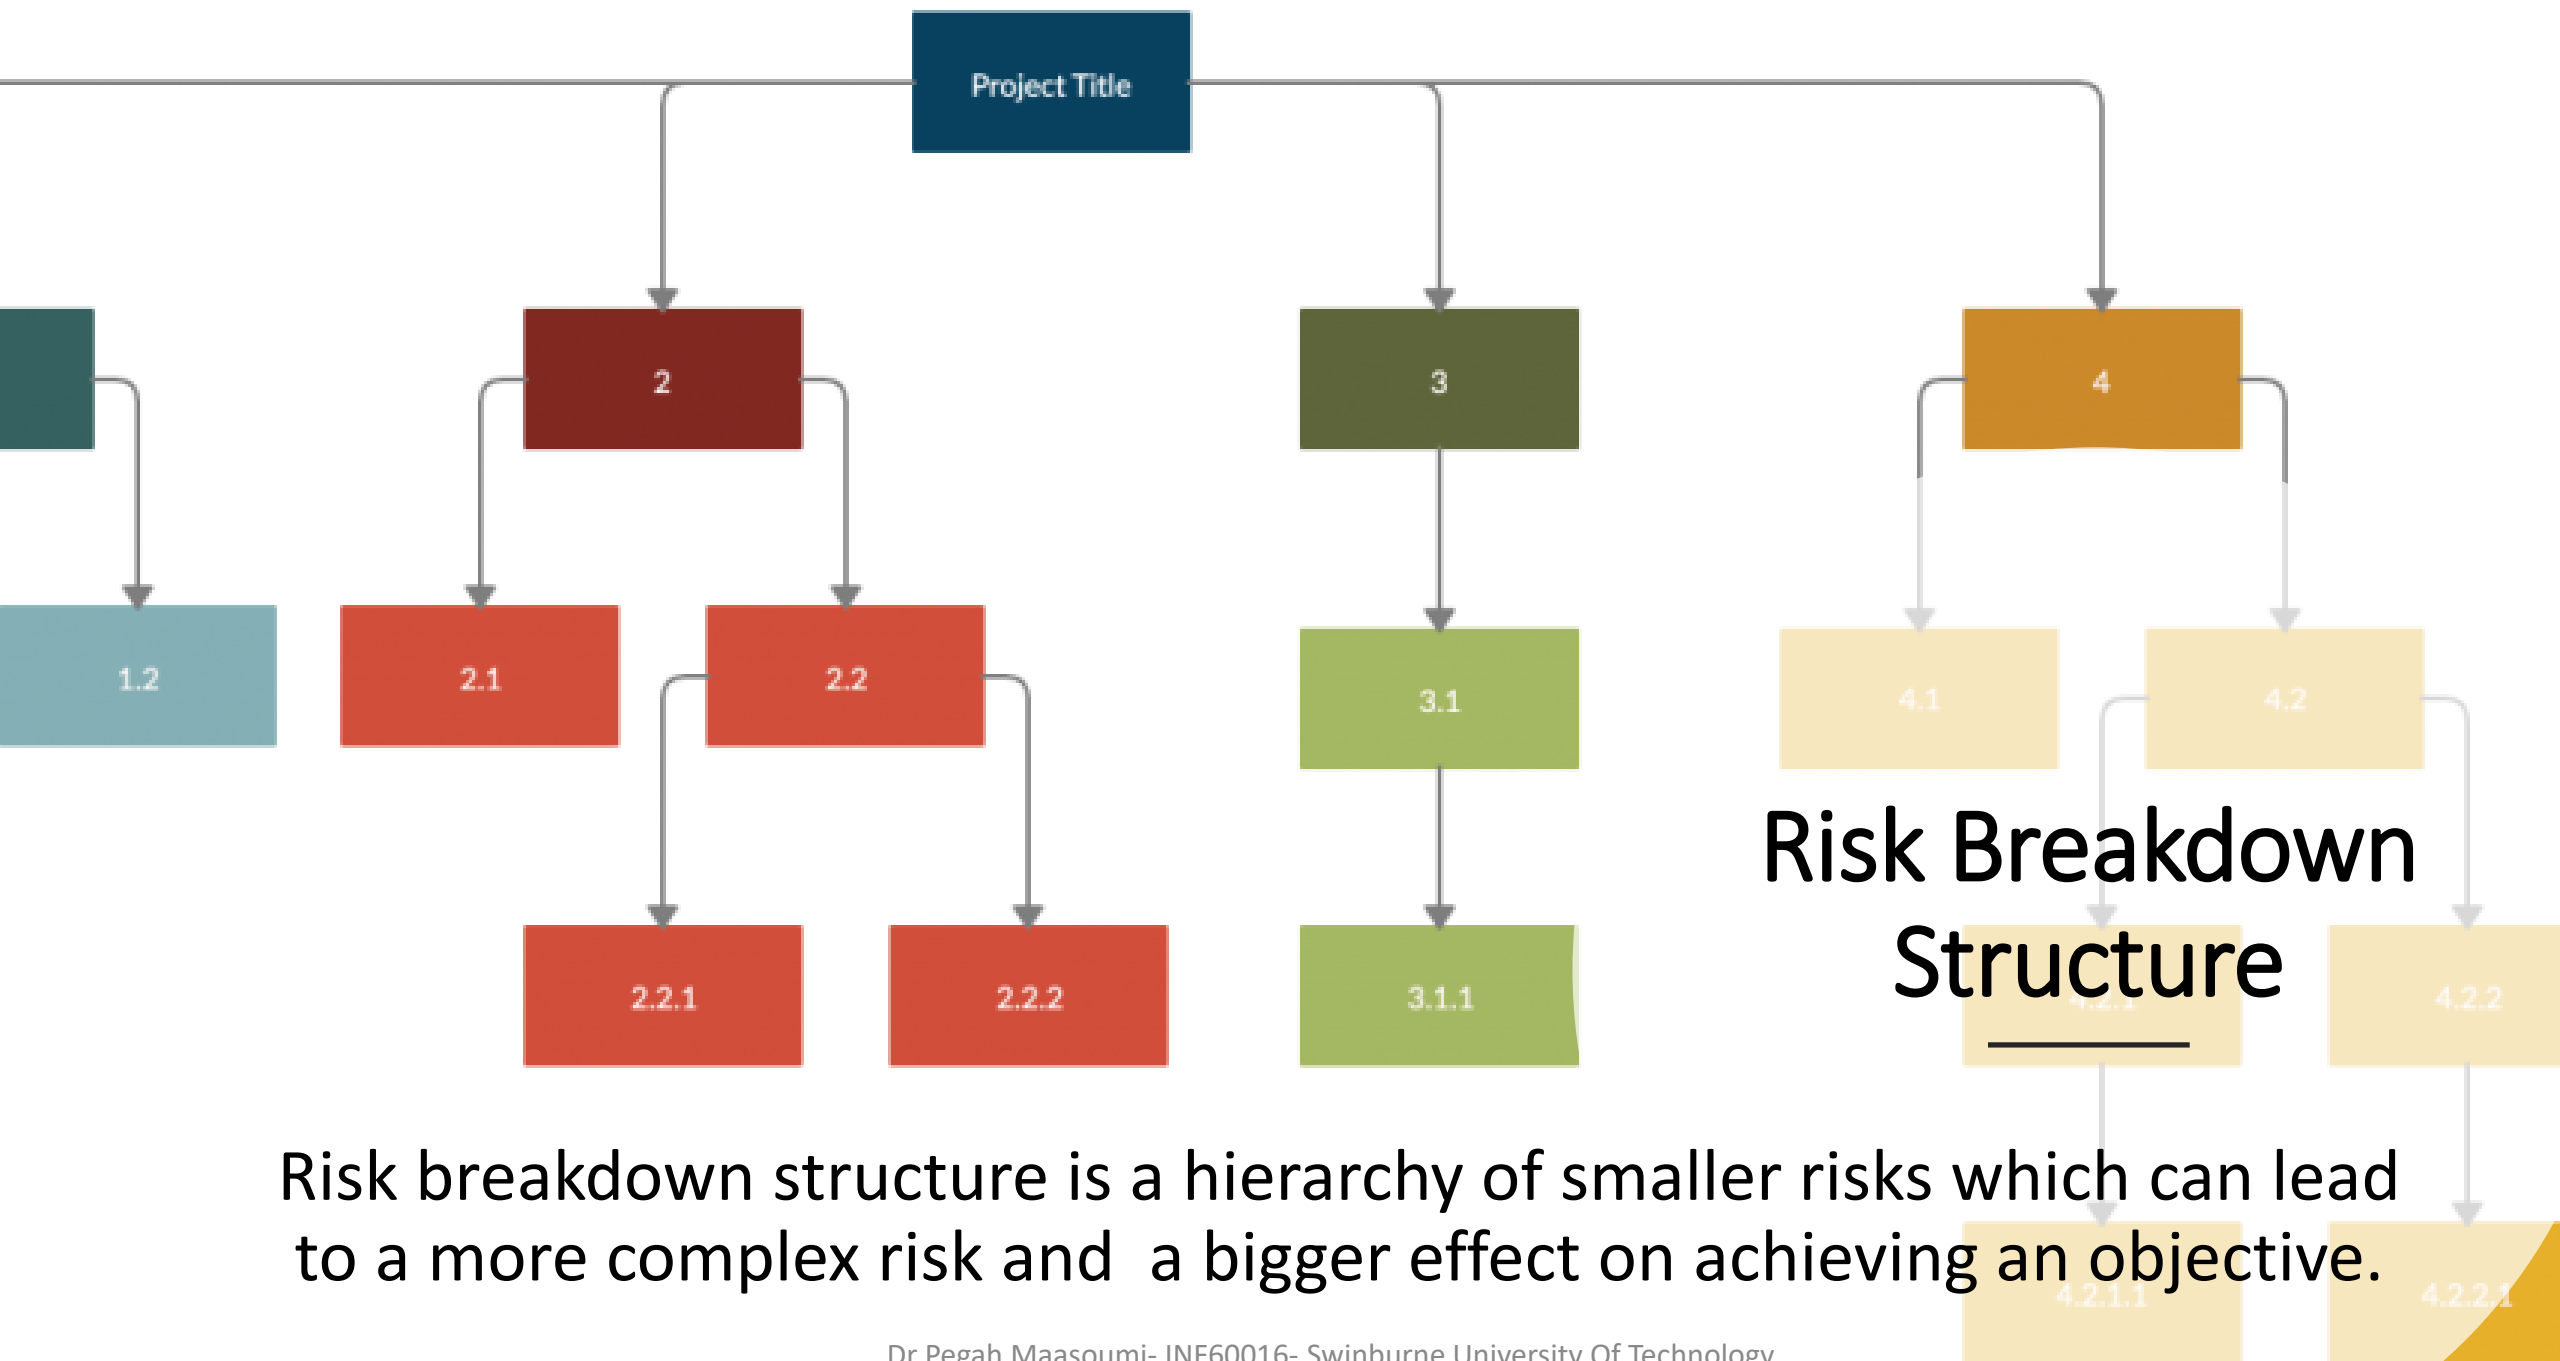 Project Title
2
3
4
1.2
2.1
2.2
3.1
4.1
4.2
Risk Breakdown
Structure
2.2.1
2.2.2
3.1.1
4.2.1
4.2.2
Risk breakdown structure is a hierarchy of smaller risks which can lead
to a more complex risk and  a bigger effect on achieving an objective.
4.2.1.1
4.2.2.1
Dr Pegah Maasoumi- INF60016- Swinburne University Of Technology